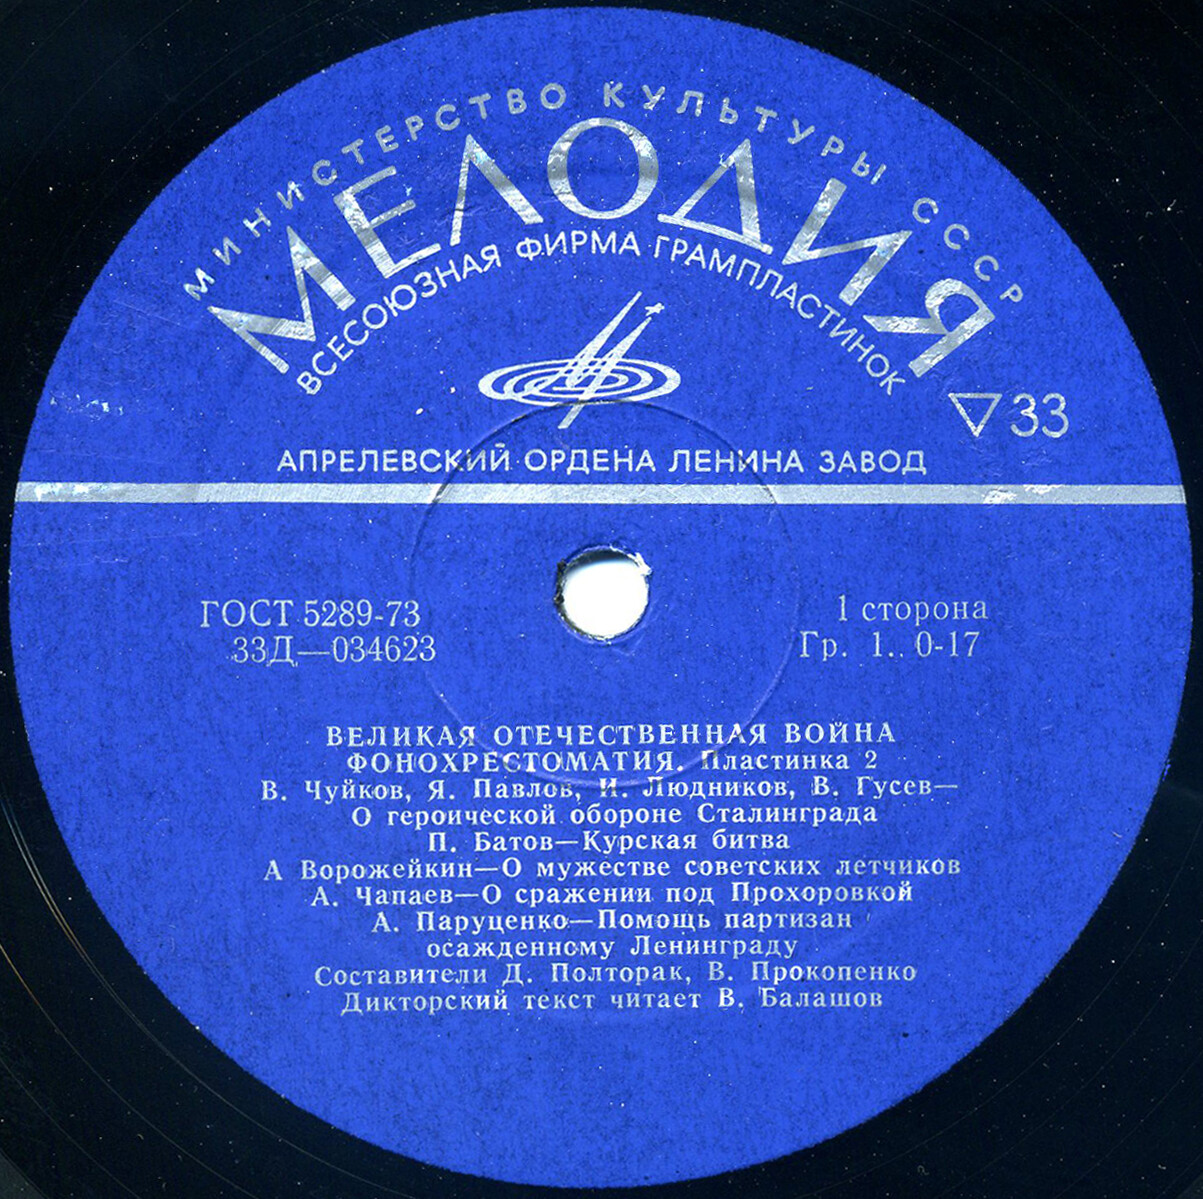 МИНИСТЕРСТВО КУЛЬТУРЫ СССР
МЕЛОДИЯ
ВСЕСОЮЗНАЯ ФИРМА ГРАМПЛАСТИНОК
33
АПРЕЛЕВСКИЙ ОРДЕНА ЛЕНИНА ЗАВОД
ГОСТ 5289-73
33Д—034623
1 сторона
Гр. 1.. 0-17
ВЕЛИКАЯ ОТЕЧЕСТВЕННАЯ ВОЙНА
ФОНОХРЕСТОМАТИЯ. Пластинка 2
В. Чуйков, Я. Павлов, И. Людников, В. Гусев—
О героической обороне Сталинграда
П. Батов—Курская битва
А Ворожейкин—О мужестве советских летчиков
А. Чапаев—О сражении под Прохоровкой
А. Паруценко—Помощь партизан
осажденному Ленинграду
Составители Д. Полторак, В. Прокопенко
Дикторский текст читает В. Балашов